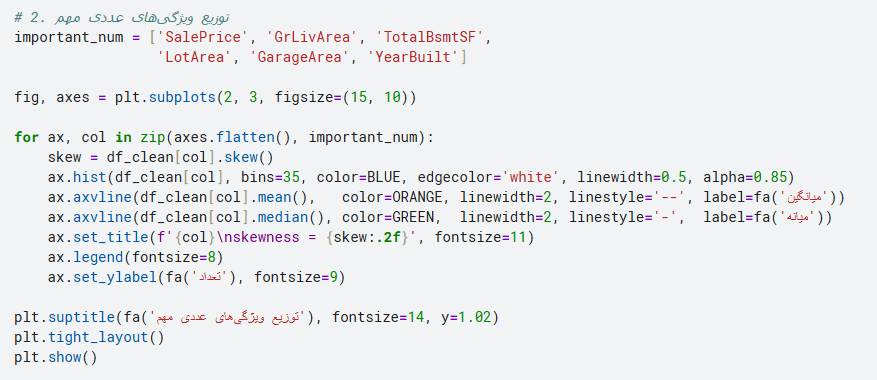 # 2. توزیع ویژگی‌های عددی مهم
important_num = ['SalePrice', 'GrLivArea', 'TotalBsmtSF',
                 'LotArea', 'GarageArea', 'YearBuilt']

fig, axes = plt.subplots(2, 3, figsize=(15, 10))

for ax, col in zip(axes.flatten(), important_num):
    skew = df_clean[col].skew()
    ax.hist(df_clean[col], bins=35, color=BLUE, edgecolor='white', linewidth=0.5, alpha=0.85)
    ax.axvline(df_clean[col].mean(),   color=ORANGE, linewidth=2, linestyle='--', label=fa('میانگین'))
    ax.axvline(df_clean[col].median(), color=GREEN,  linewidth=2, linestyle='-',  label=fa('میانه'))
    ax.set_title(f'{col}\nskewness = {skew:.2f}', fontsize=11)
    ax.legend(fontsize=8)
    ax.set_ylabel(fa('تعداد'), fontsize=9)

plt.suptitle(fa('توزیع ویژگی‌های عددی مهم'), fontsize=14, y=1.02)
plt.tight_layout()
plt.show()